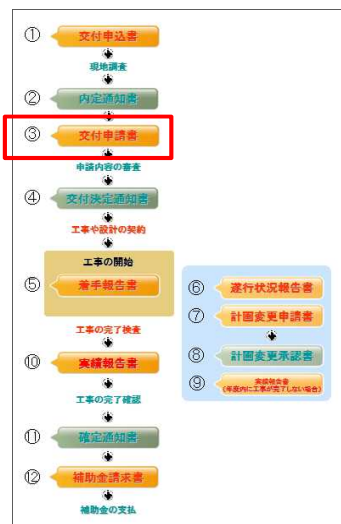 ① 交付申込書
現地調査
② 内定通知書
③ 交付申請書
申請内容の審査
④ 交付決定通知書
工事や設計の契約
工事の開始
⑤ 着手報告書
⑥ 遂行状況報告書
⑦ 計画変更申請書
⑧ 計画変更承認書
⑨ 実績報告書
(年度内に工事が完了しない場合)
工事の完了検査
⑩ 実績報告書
工事の完了確認
⑪ 確定通知書
⑫ 補助金請求書
補助金の支払